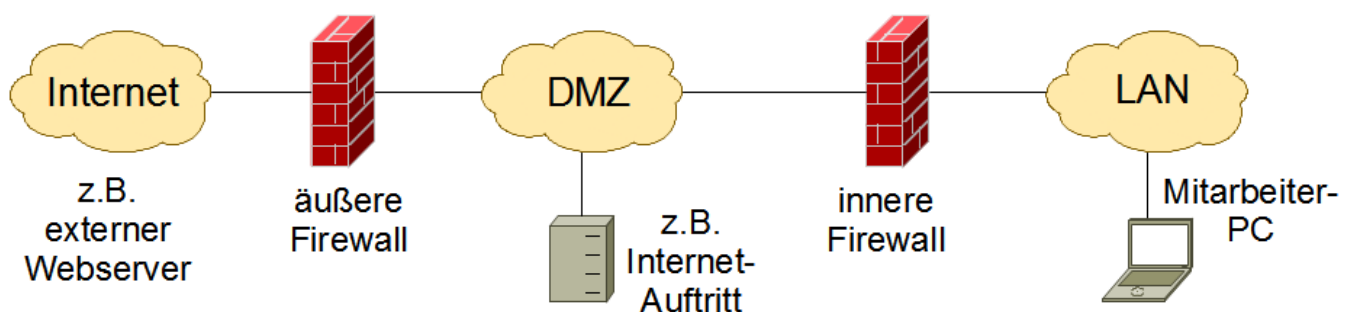 Internet
z.B.
externer
Webserver
äußere
Firewall
DMZ
z.B.
Internet-
Auftritt
innere
Firewall
LAN
Mitarbeiter-
PC